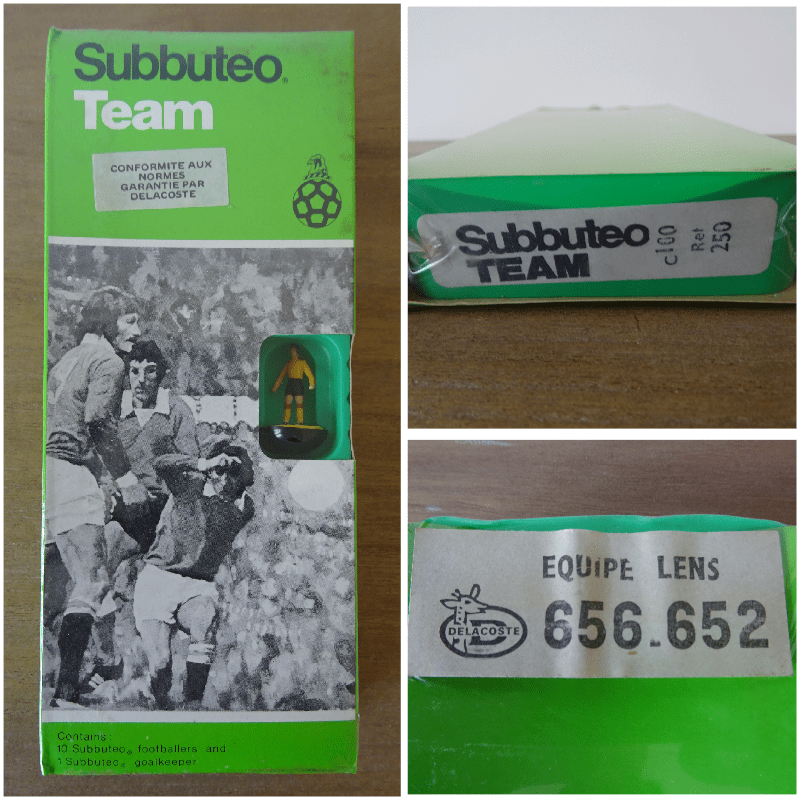 Subbuteo®
Team
CONFORMITE AUX
NORMES
GARANTIE PAR
DELACOSTE
Contains:
10 Subbuteo® footballers and
1 Subbuteo® goalkeeper
Subbuteo
TEAM
c100
Ref
250
EQUIPE LENS
DELACOSTE
656.652